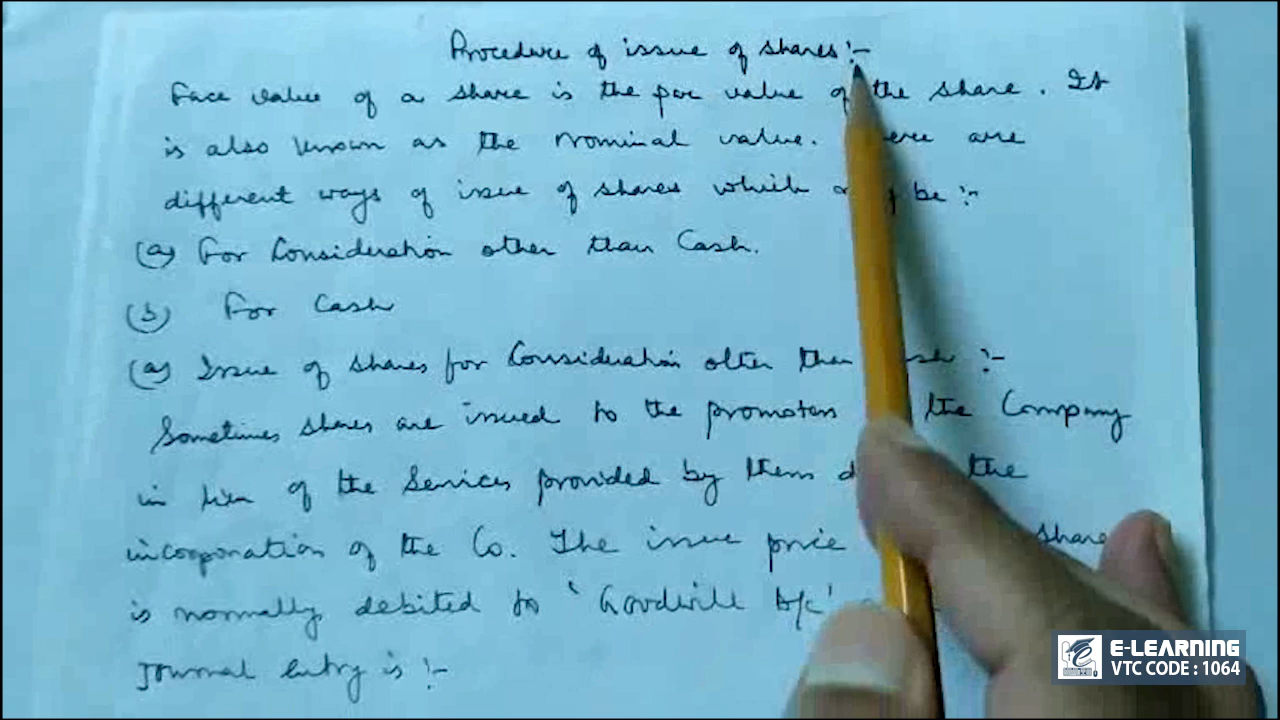 Procedure of issue of shares :-
Face value of a share is the par value of the share. It
is also known as the Nominal value. are
different ways of issue of shares which be :-
(a) For Consideration other than Cash.
(b) For Cash
(a) Issue of shares for Consideration other than :-
Sometimes shares are issued to the promoters the Company
in lieu of the Services provided by them the
incorporation of the Co. The issue price share
is normally debited to 'Goodwill A/c'
Journal entry is :-
E-LEARNING
VTC CODE : 1064